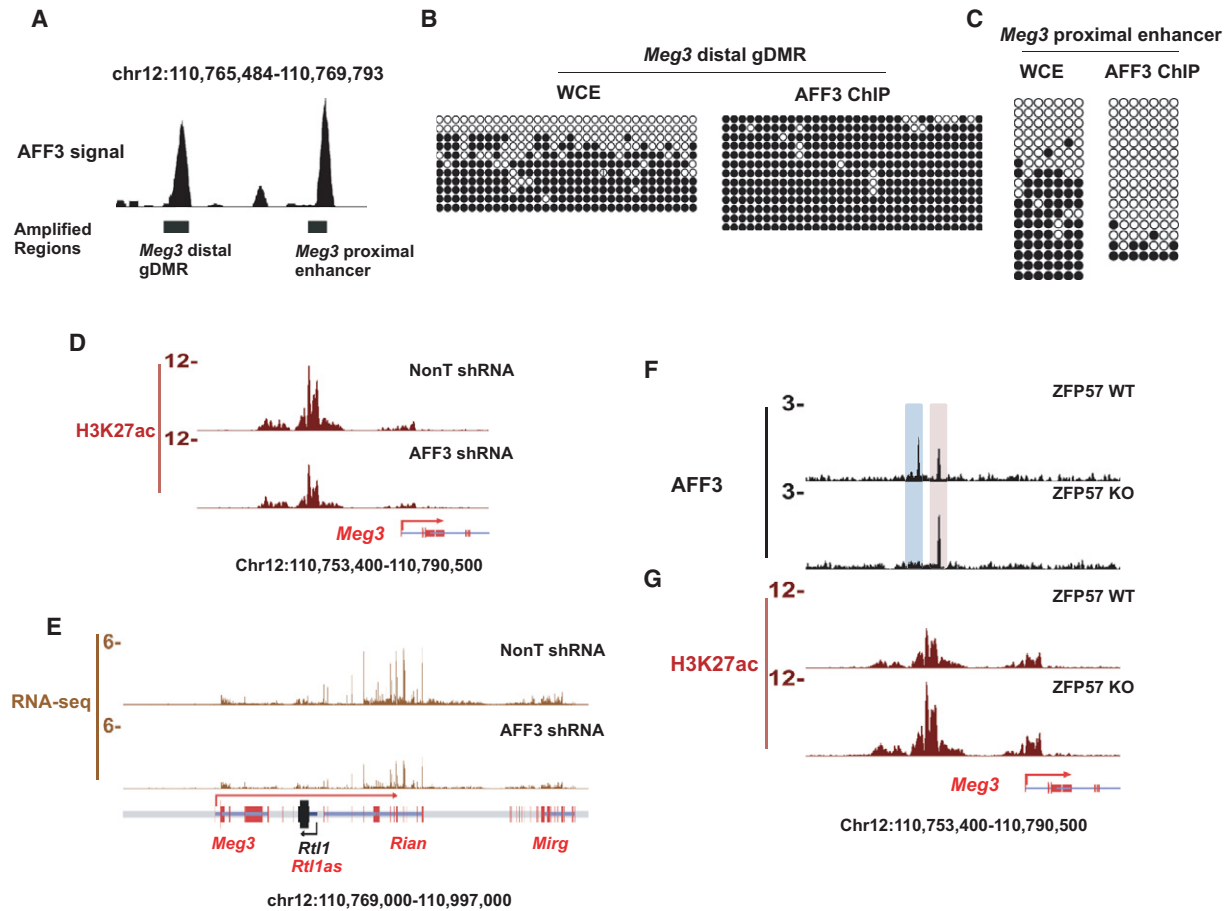 A
chr12:110,765,484-110,769,793
AFF3 signal
Amplified
Regions
Meg3 distal
gDMR
Meg3 proximal
enhancer
B
Meg3 distal gDMR
WCE
AFF3 ChIP
C
Meg3 proximal enhancer
WCE
AFF3 ChIP
D
12-
NonT shRNA
H3K27ac
12-
AFF3 shRNA
Meg3
Chr12:110,753,400-110,790,500
E
6-
NonT shRNA
RNA-seq
6-
AFF3 shRNA
Meg3
Rtl1
Rtl1as
Rian
Mirg
chr12:110,769,000-110,997,000
F
3-
ZFP57 WT
AFF3
3-
ZFP57 KO
G
12-
ZFP57 WT
H3K27ac
12-
ZFP57 KO
Meg3
Chr12:110,753,400-110,790,500